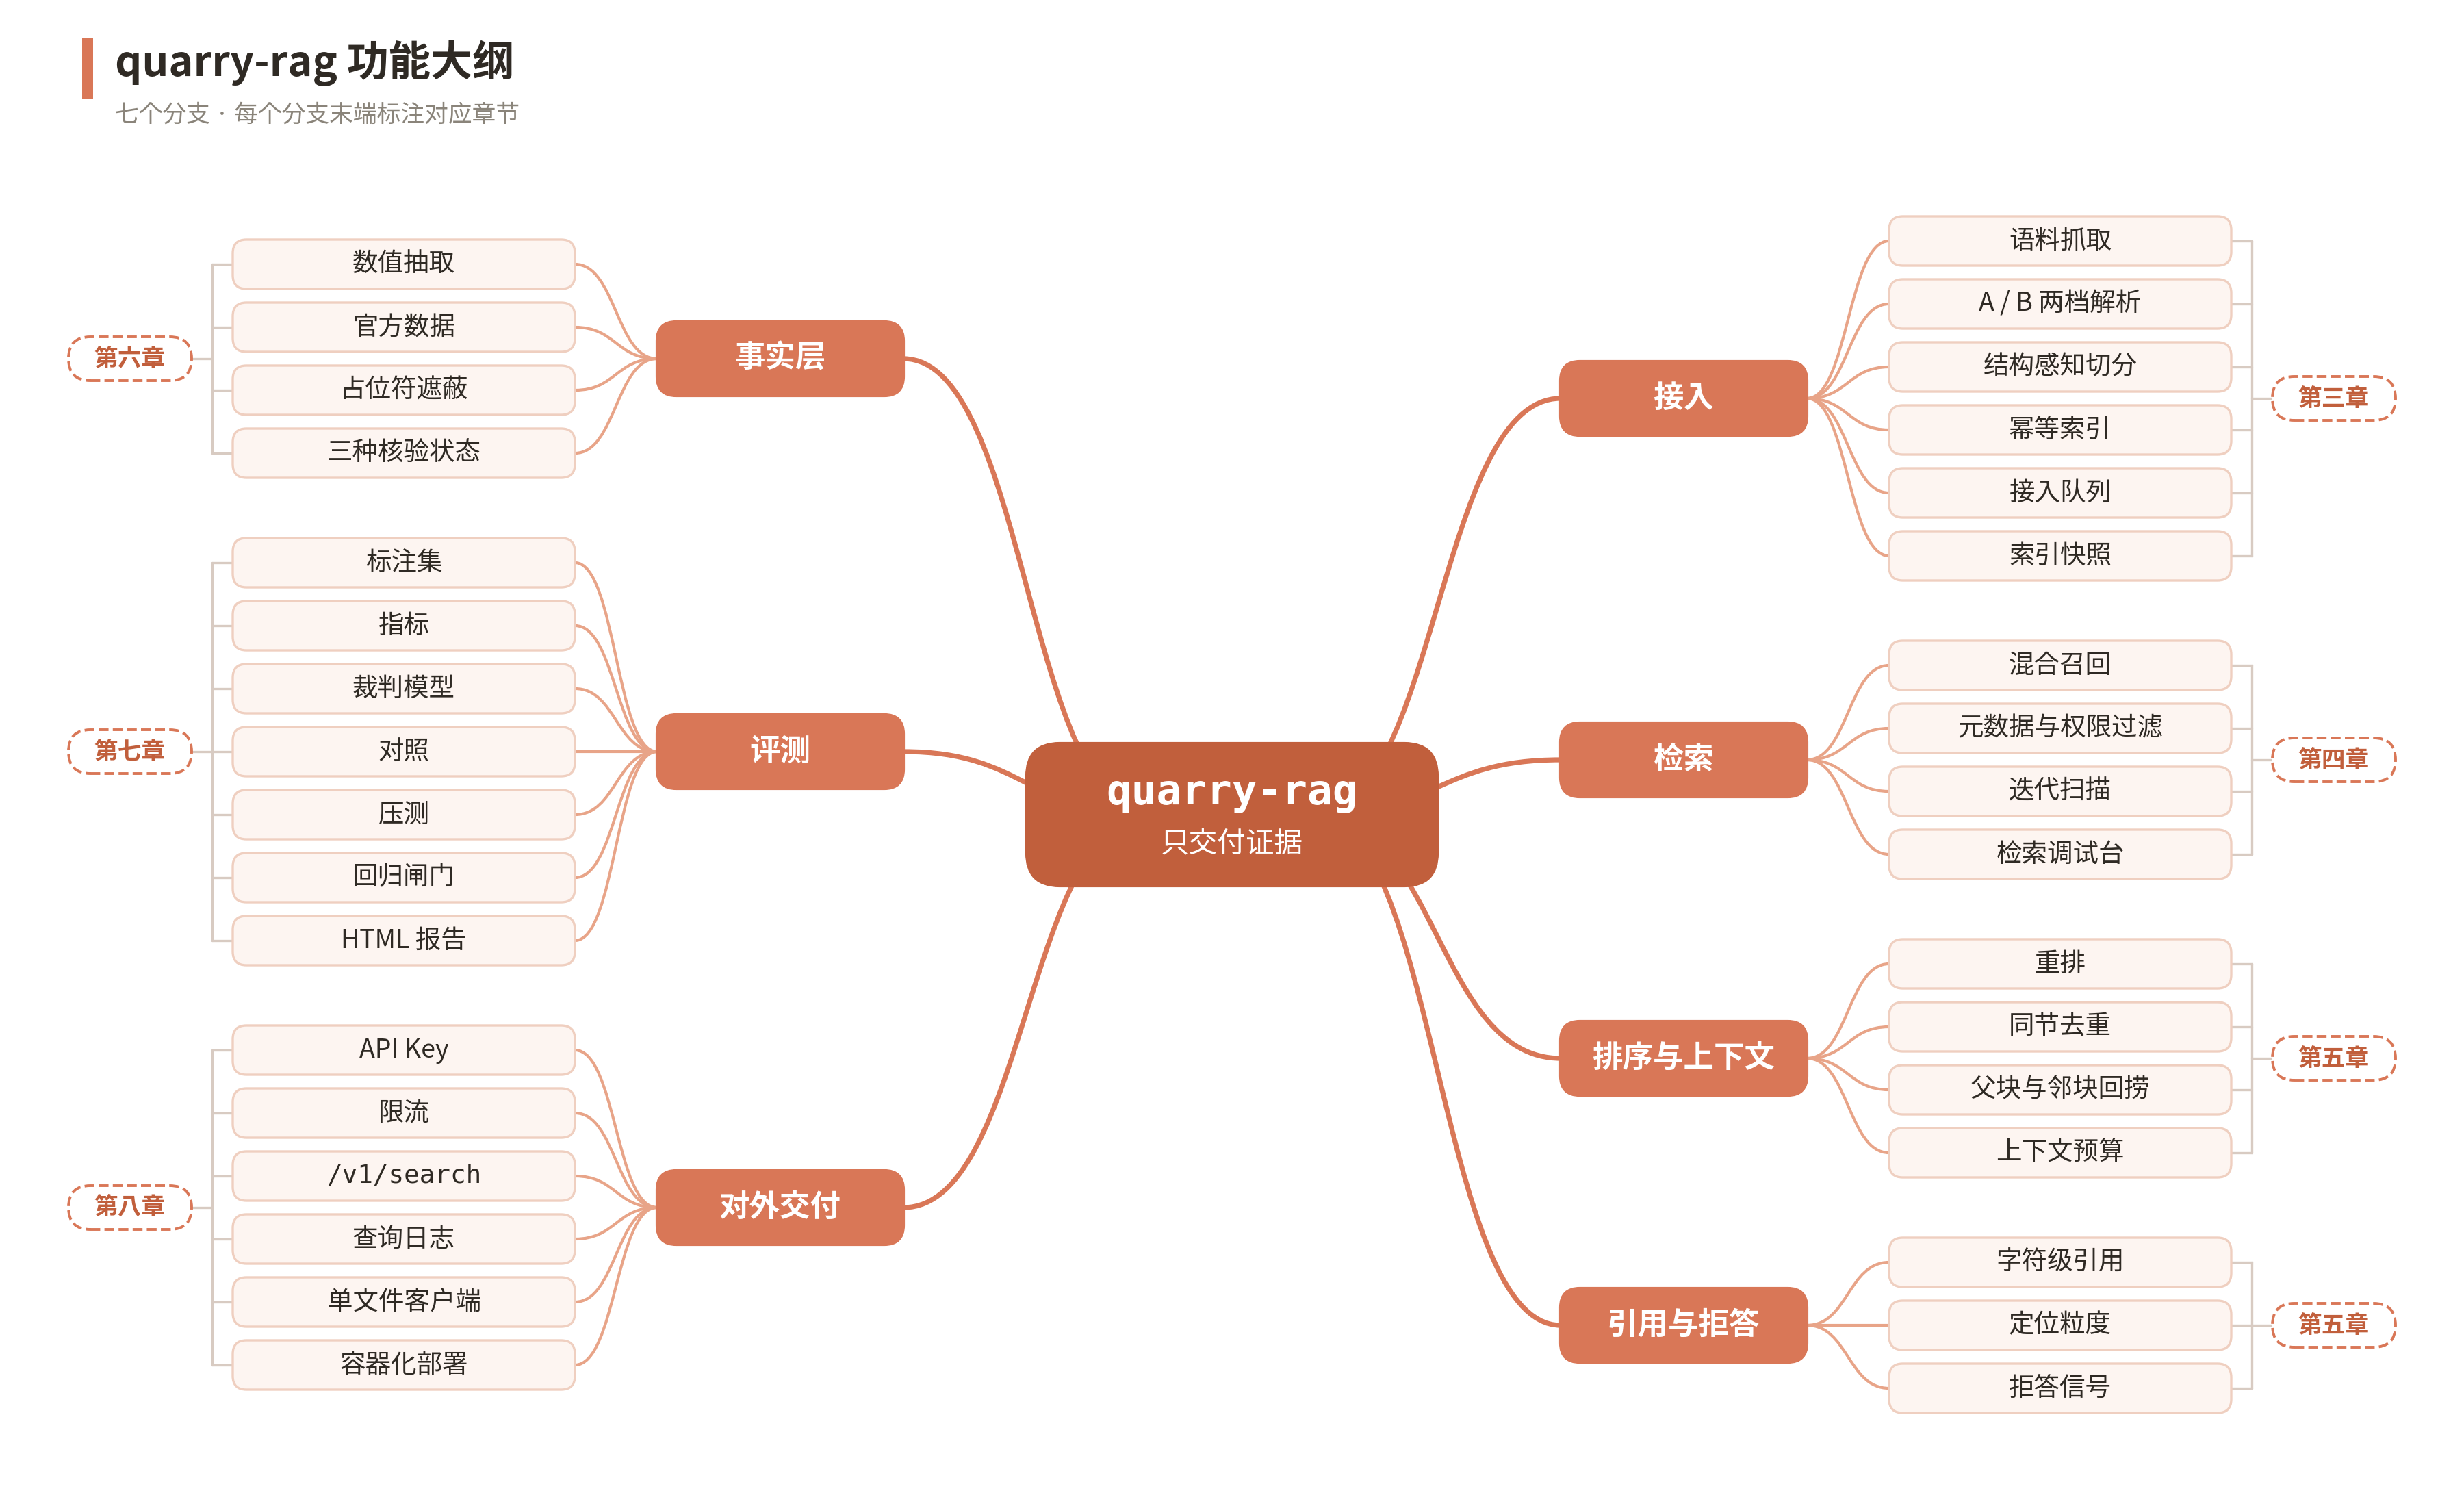 quarry-rag 功能大纲
七个分支 · 每个分支末端标注对应章节
quarry-rag
只交付证据
接入
语料抓取
A / B 两档解析
结构感知切分
幂等索引
接入队列
索引快照
第三章
检索
混合召回
元数据与权限过滤
迭代扫描
检索调试台
第四章
排序与上下文
重排
同节去重
父块与邻块回捞
上下文预算
第五章
引用与拒答
字符级引用
定位粒度
拒答信号
第五章
事实层
数值抽取
官方数据
占位符遮蔽
三种核验状态
第六章
评测
标注集
指标
裁判模型
对照
压测
回归闸门
HTML 报告
第七章
对外交付
API Key
限流
/v1/search
查询日志
单文件客户端
容器化部署
第八章